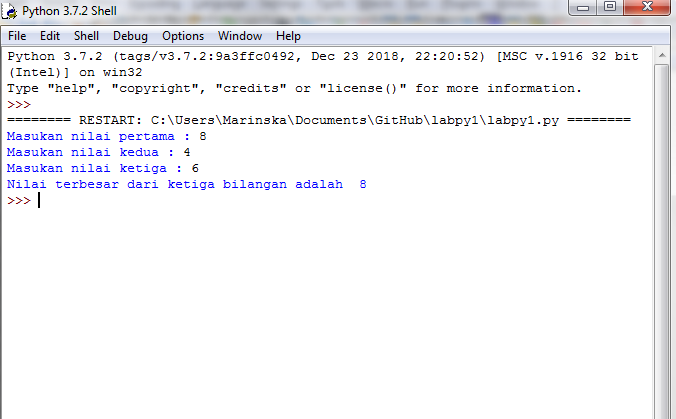 Python 3.7.2 Shell
File Edit Shell Debug Options Window Help
Python 3.7.2 (tags/v3.7.2:9a3ffc0492, Dec 23 2018, 22:20:52) [MSC v.1916 32 bit
(Intel)] on win32
Type "help", "copyright", "credits" or "license()" for more information.
>>>
======== RESTART: C:\Users\Marinska\Documents\GitHub\labpy1\labpy1.py ========
Masukan nilai pertama : 8
Masukan nilai kedua : 4
Masukan nilai ketiga : 6
Nilai terbesar dari ketiga bilangan adalah  8
>>>